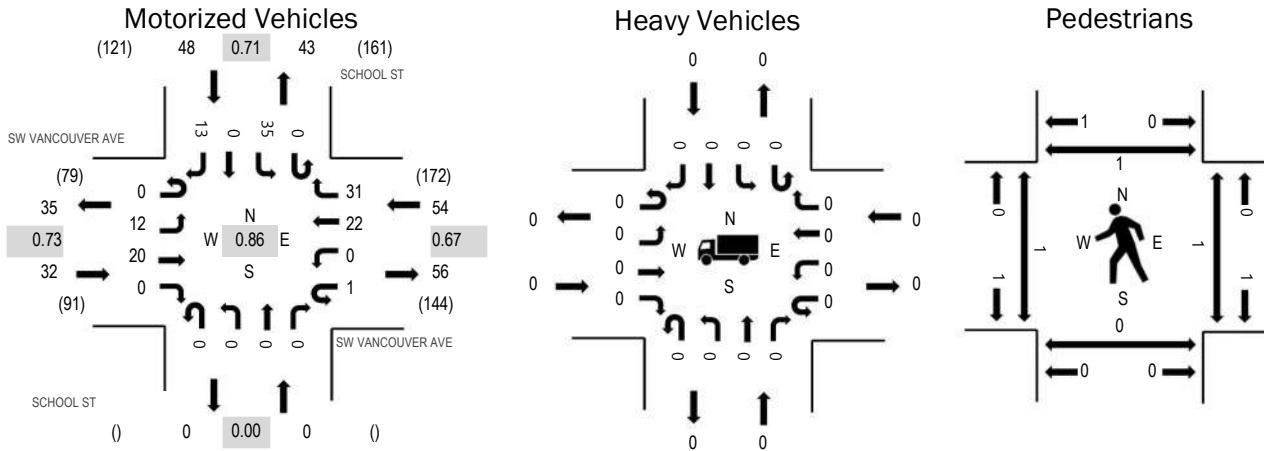 Motorized Vehicles
(121) 48 0.71 43 (161)
SCHOOL ST
SW VANCOUVER AVE
13 0 35 0
(79)
35
0.73
32
(91)
0
12
20
0
N
W 0.86 E
S
31
22
0
1
(172)
54
0.67
56
(144)
0 0 0 0
SW VANCOUVER AVE
SCHOOL ST
() 0 0.00 0 ()
Heavy Vehicles
0 0
0 0 0 0
0
0
0
0
0
0
N
W E
S
0
0
0
0
0
0
0 0 0 0
0 0
Pedestrians
1 0
1
0
1
1
N
W E
S
1
0
1
0
0 0